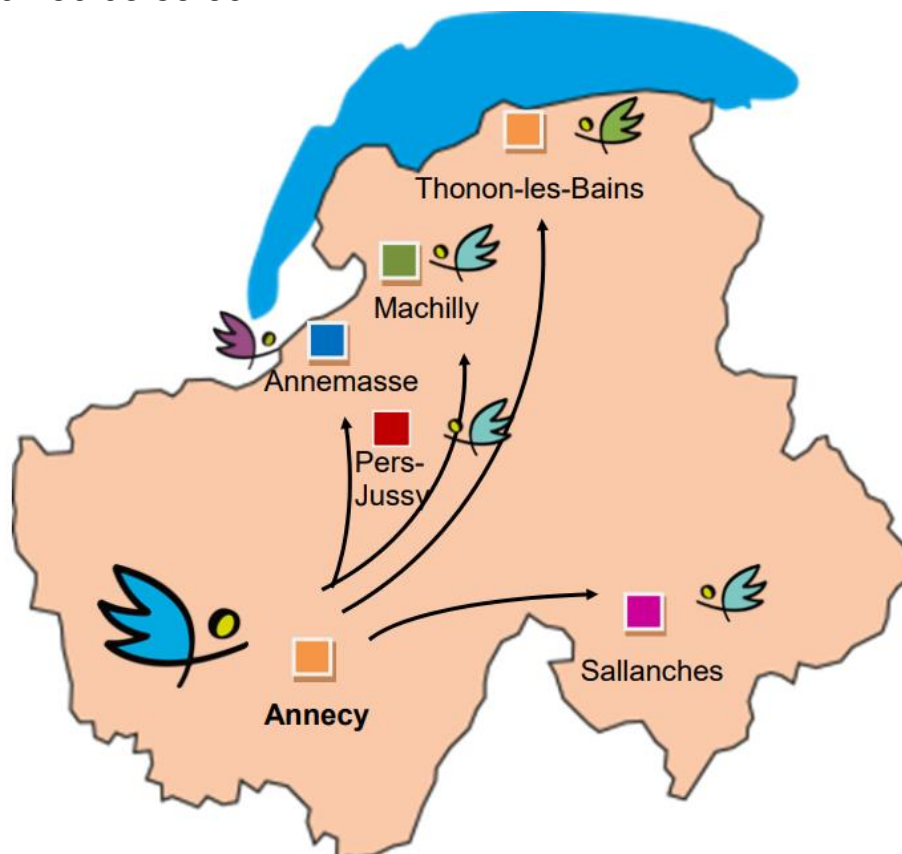 Thonon-les-Bains
Machilly
Annemasse
Pers-
Jussy
Sallanches
Annecy